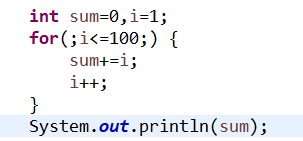 int sum=0,i=1;
for(;i<=100;) {
    sum+=i;
    i++;
}
System.out.println(sum);